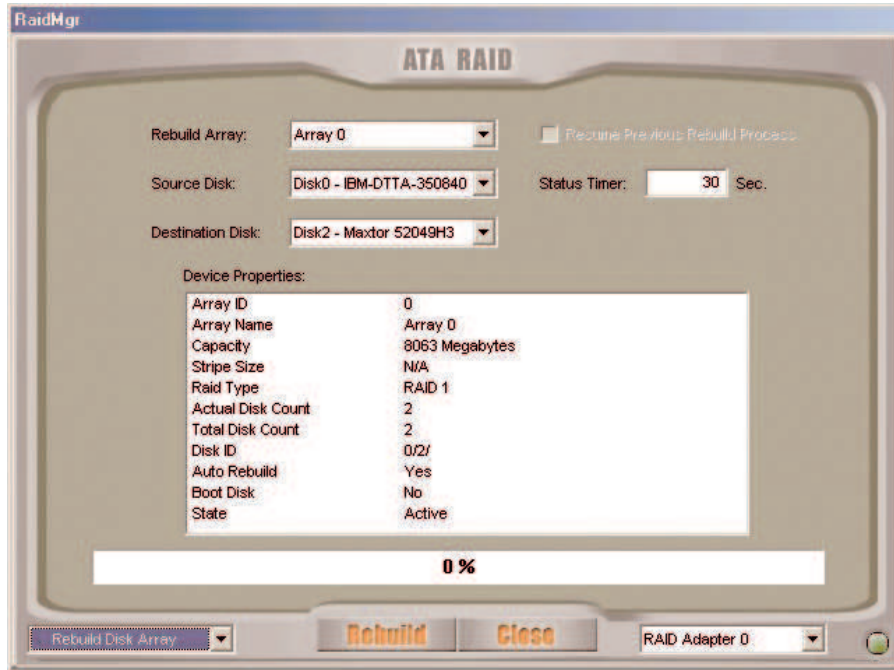 RaidMgr
ATA RAID
Rebuild Array: Array 0 Resume Previous Rebuild Process
Source Disk: Disk0 - IBM-DTTA-350840 Status Timer: 30 Sec.
Destination Disk: Disk2 - Maxtor 52049H3
Device Properties:
Array ID 0
Array Name Array 0
Capacity 8063 Megabytes
Stripe Size N/A
Raid Type RAID 1
Actual Disk Count 2
Total Disk Count 2
Disk ID 0/2/
Auto Rebuild Yes
Boot Disk No
State Active
0 %
Rebuild Disk Array Rebuild Close RAID Adapter 0